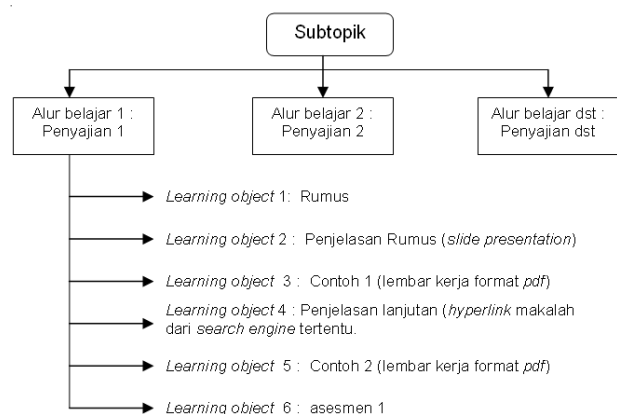 Subtopik
Alur belajar 1 :
Penyajian 1
Alur belajar 2 :
Penyajian 2
Alur belajar dst :
Penyajian dst
Learning object 1: Rumus
Learning object 2 : Penjelasan Rumus (slide presentation)
Learning object 3 : Contoh 1 (lembar kerja format pdf)
Learning object 4 : Penjelasan lanjutan (hyperlink makalah
dari search engine tertentu.
Learning object 5 : Contoh 2 (lembar kerja format pdf)
Learning object 6 : asesmen 1